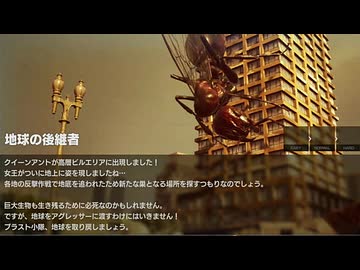 地球の後継者
EASY NORMAL HARD
クイーンアントが高層ビルエリアに出現しました！
女王がついに地上に姿を現しましたね…
各地の反撃作戦で地底を追われたため新たな巣となる場所を探すつもりなのでしょう。
巨大生物も生き残るために必死なのかもしれません。
ですが、地球をアグレッサーに渡すわけにはいきません！
ブラスト小隊、地球を取り戻しましょう。